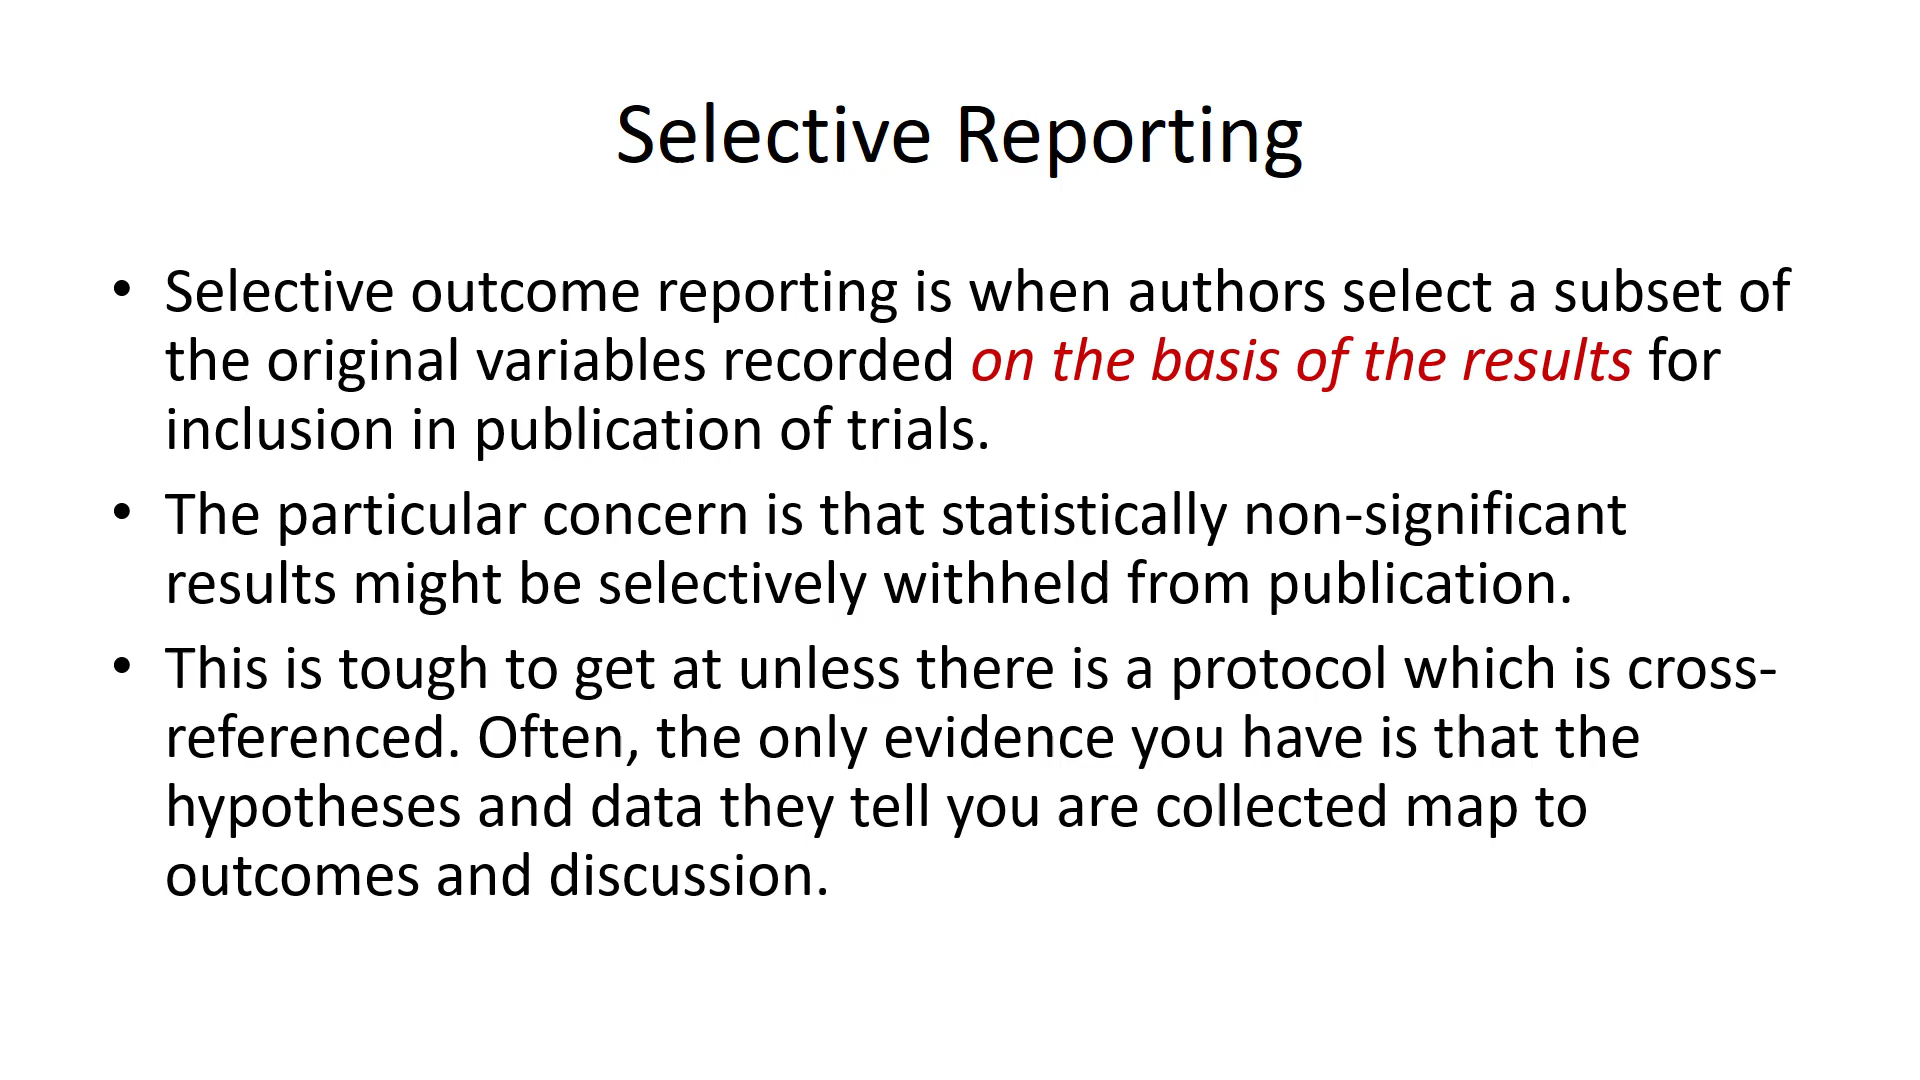 Selective Reporting
• Selective outcome reporting is when authors select a subset of
the original variables recorded on the basis of the results for
inclusion in publication of trials.
• The particular concern is that statistically non-significant
results might be selectively withheld from publication.
• This is tough to get at unless there is a protocol which is cross-
referenced. Often, the only evidence you have is that the
hypotheses and data they tell you are collected map to
outcomes and discussion.